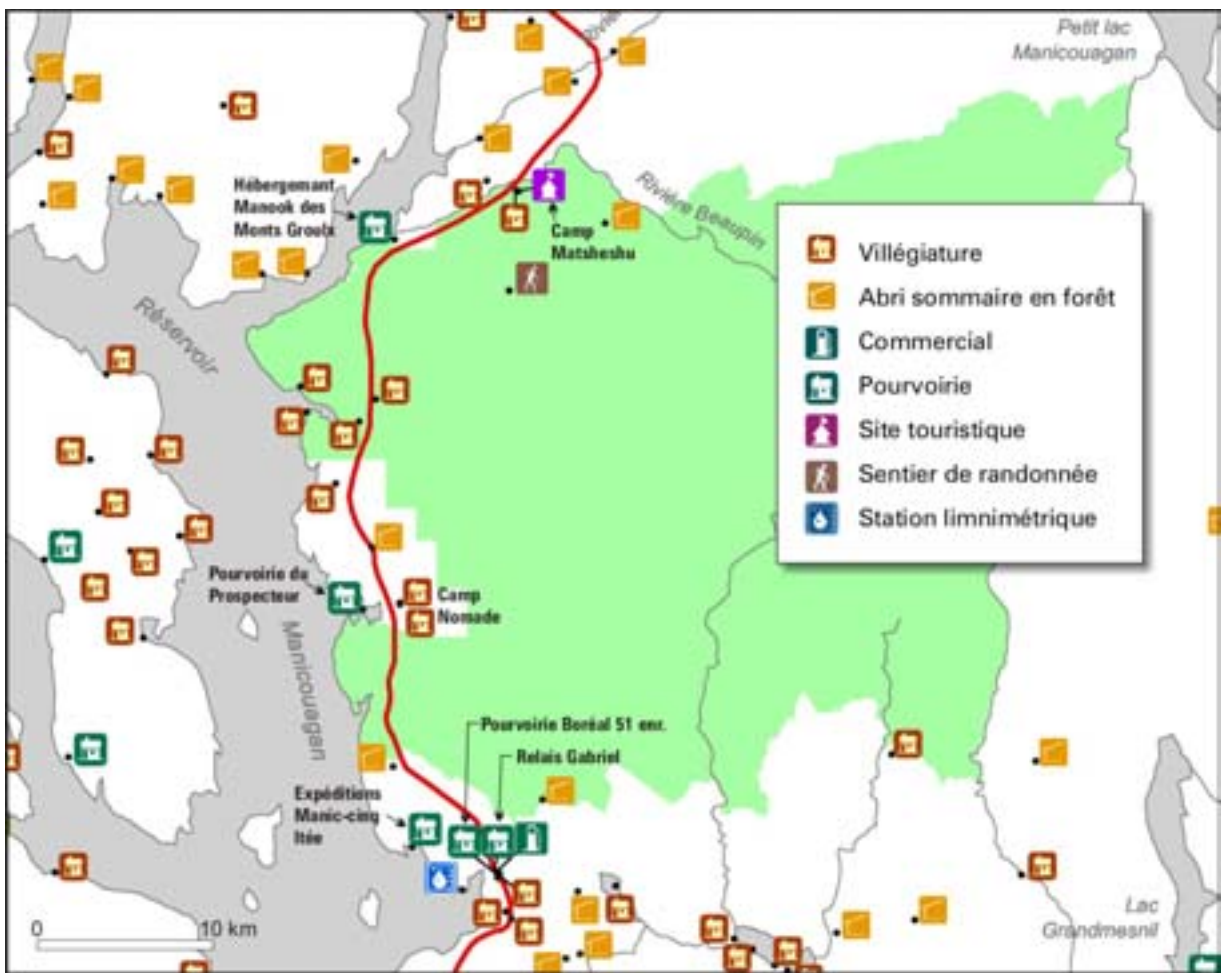 Petit lac
Manicouagan
Hébergemant
Manook des
Monts Groulx
Camp
Matsheshu
Rivière Beaupin
Réservoir
Villégiature
Abri sommaire en forêt
Commercial
Pourvoirie
Site touristique
Sentier de randonnée
Station limnimétrique
Pourvoirie du
Prospecteur
Camp
Nomade
Manicouagan
Pourvoirie Boréal 51 enr.
Relais Gabriel
Expéditions
Manic-cinq
ltée
0 10 km
Lac
Grandmesnil